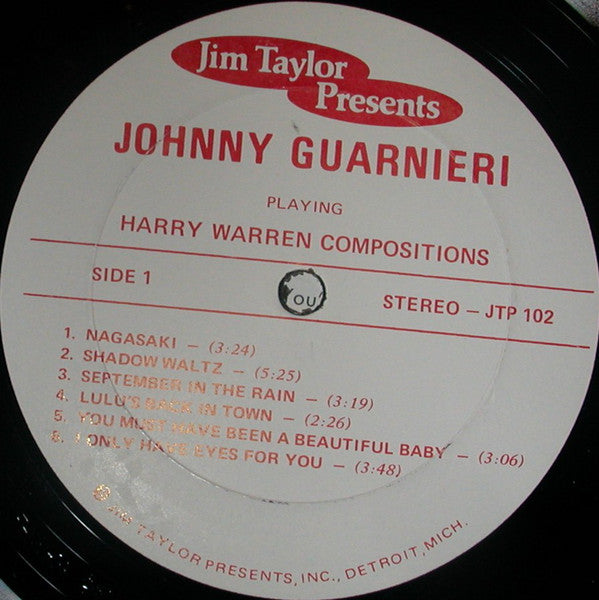 Jim Taylor
Presents
JOHNNY GUARNIERI
PLAYING
HARRY WARREN COMPOSITIONS
SIDE 1
OU
STEREO – JTP 102
1. NAGASAKI – (3:24)
2. SHADOW WALTZ – (5:25)
3. SEPTEMBER IN THE RAIN – (3:19)
4. LULU'S BACK IN TOWN – (2:26)
5. YOU MUST HAVE BEEN A BEAUTIFUL BABY – (3:06)
6. I ONLY HAVE EYES FOR YOU – (3:48)
℗ JIM TAYLOR PRESENTS, INC., DETROIT, MICH.